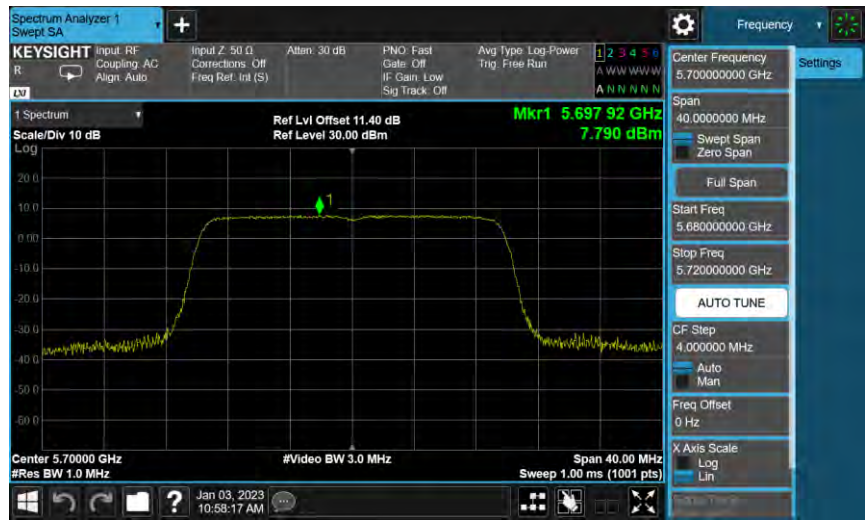 Spectrum Analyzer 1
Swept SA
Frequency
KEYSIGHT
R
LXI
Input: RF
Coupling: AC
Align: Auto
Input Z: 50 Ω
Corrections: Off
Freq Ref: Int (S)
Atten: 30 dB
PNO: Fast
Gate: Off
IF Gain: Low
Sig Track: Off
Avg Type: Log-Power
Trig: Free Run
1 2 3 4 5 6
A W W W W W
A N N N N N
Center Frequency
5.700000000 GHz
Settings
Span
40.0000000 MHz
Swept Span
Zero Span
Full Span
Start Freq
5.680000000 GHz
Stop Freq
5.720000000 GHz
AUTO TUNE
CF Step
4.000000 MHz
Auto
Man
Freq Offset
0 Hz
X Axis Scale
Log
Lin
1 Spectrum
Scale/Div 10 dB
Ref Lvl Offset 11.40 dB
Ref Level 30.00 dBm
Mkr1 5.697 92 GHz
7.790 dBm
Log
20.0
10.0
0.00
-10.0
-20.0
-30.0
-40.0
-50.0
-60.0
1
Center 5.70000 GHz
#Res BW 1.0 MHz
#Video BW 3.0 MHz
Span 40.00 MHz
Sweep 1.00 ms (1001 pts)
?
Jan 03, 2023
10:58:17 AM